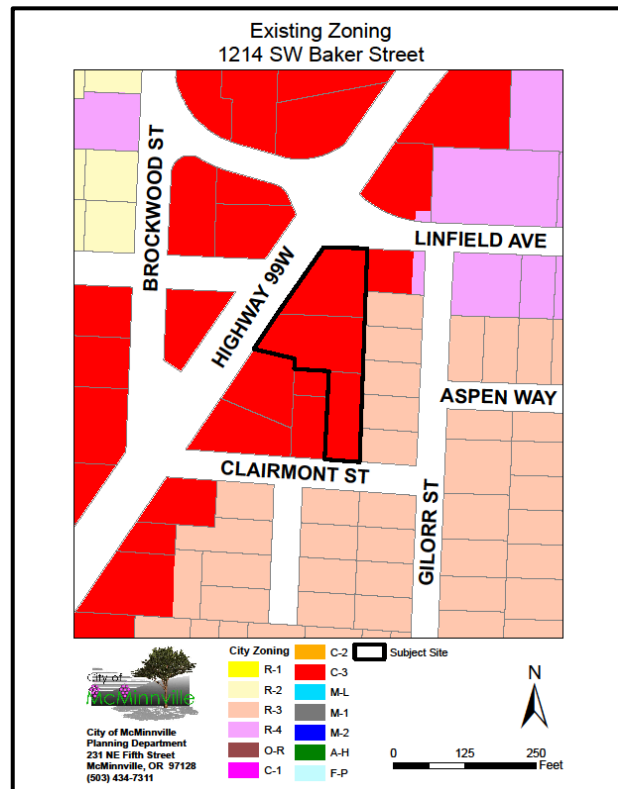 Existing Zoning
1214 SW Baker Street
BROCKWOOD ST
HIGHWAY 99W
LINFIELD AVE
ASPEN WAY
CLAIRMONT ST
GILORR ST
City of
McMinnville
City of McMinnville
Planning Department
231 NE Fifth Street
McMinnville, OR 97128
(503) 434-7311
City Zoning
R-1
R-2
R-3
R-4
O-R
C-1
C-2
C-3
M-L
M-1
M-2
A-H
F-P
Subject Site
N
0 125 250
Feet